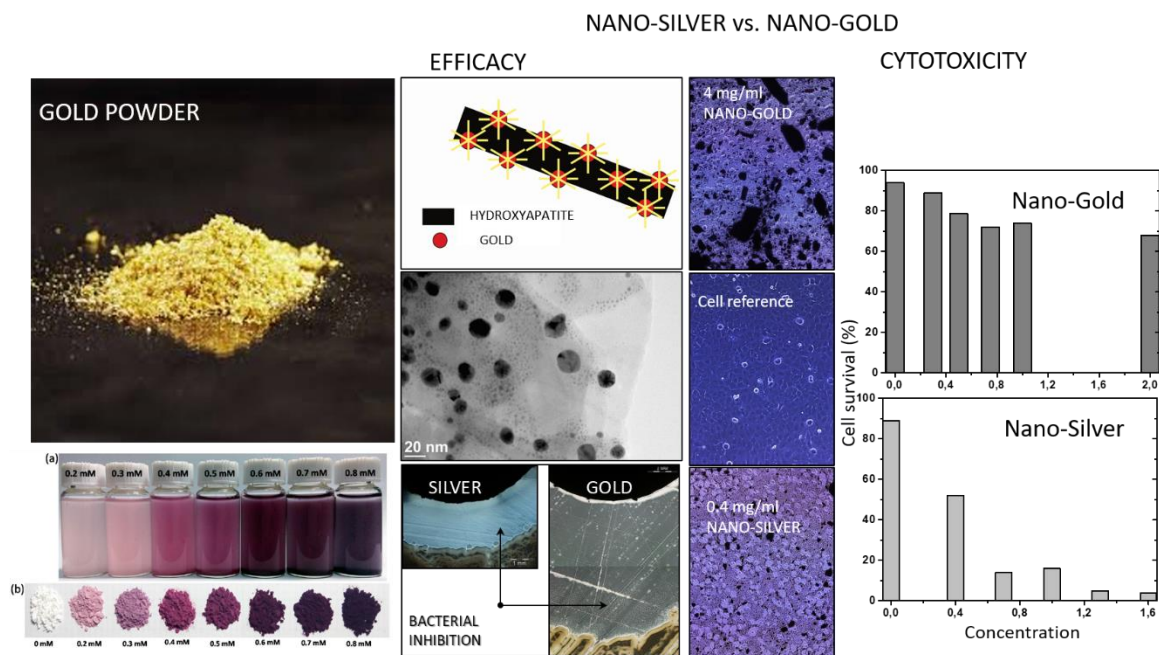 NANO-SILVER vs. NANO-GOLD
EFFICACY
CYTOTOXICITY
GOLD POWDER
HYDROXYAPATITE
GOLD
20 nm
SILVER
GOLD
1 mm
BACTERIAL
INHIBITION
(a)
0.2 mM
0.3 mM
0.4 mM
0.5 mM
0.6 mM
0.7 mM
0.8 mM
(b)
0 mM
0.2 mM
0.3 mM
0.4 mM
0.5 mM
0.6 mM
0.7 mM
0.8 mM
4 mg/ml
NANO-GOLD
Cell reference
0.4 mg/ml
NANO-SILVER
Cell survival (%)
Nano-Gold
100
80
60
40
20
0
0,0
0,4
0,8
1,2
1,6
2,0
Nano-Silver
100
80
60
40
20
0
0,0
0,4
0,8
1,2
1,6
Concentration